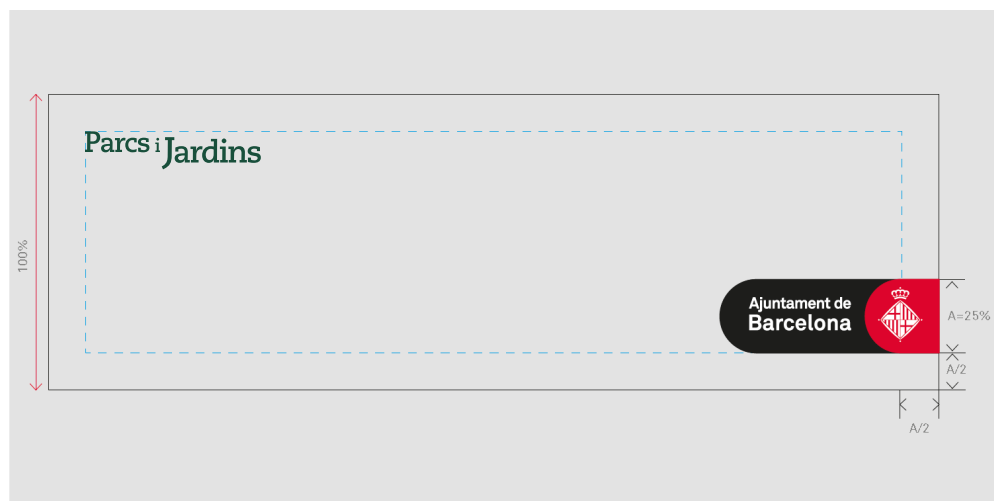 Parcs i Jardins
100%
Ajuntament de
Barcelona
A=25%
A/2
A/2